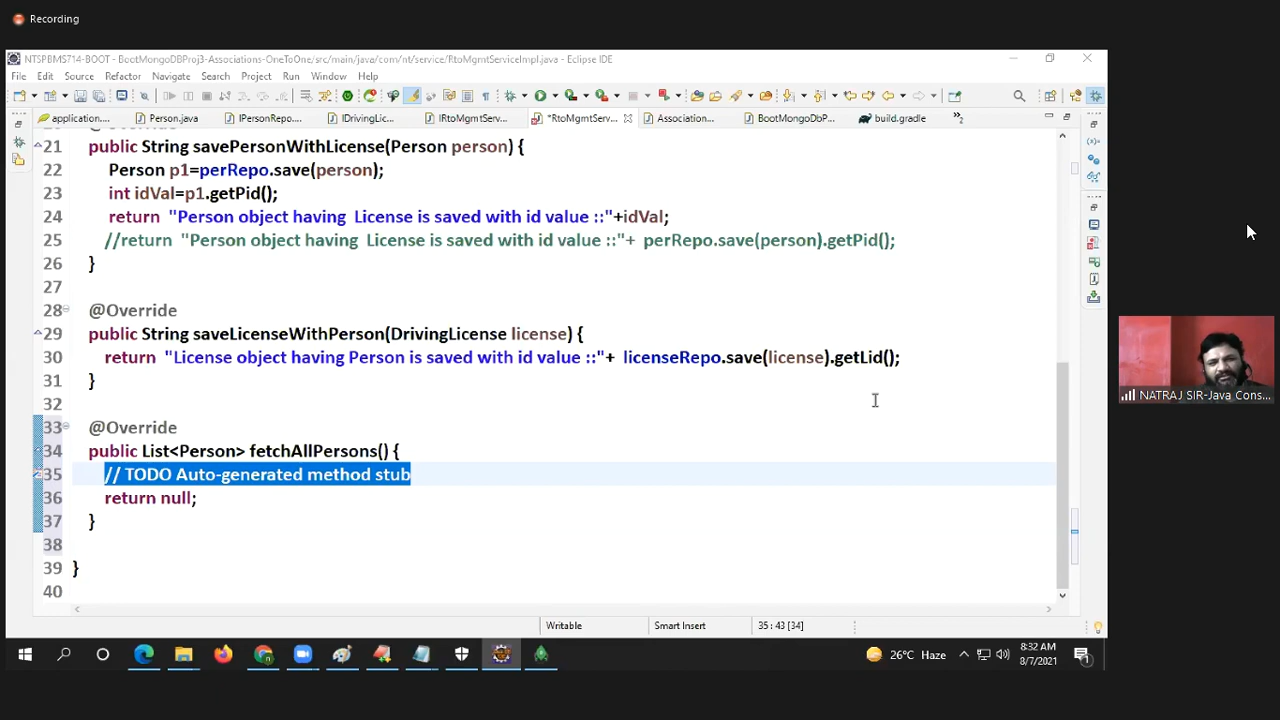 Recording
NTSPBMS714-BOOT - BootMongoDBProj3-Associations-OneToOne/src/main/java/com/nt/service/RtoMgmtServiceImpl.java - Eclipse IDE
File Edit Source Refactor Navigate Search Project Run Window Help
application.... Person.java IPersonRepo.... IDrivingLic... IRtoMgmtServ... *RtoMgmtServ... Association... BootMongoDbP... build.gradle »2
20 @Override
21 public String savePersonWithLicense(Person person) {
22 Person p1=perRepo.save(person);
23 int idVal=p1.getPid();
24 return "Person object having License is saved with id value ::"+idVal;
25 //return "Person object having License is saved with id value ::"+ perRepo.save(person).getPid();
26 }
27
28 @Override
29 public String saveLicenseWithPerson(DrivingLicense license) {
30 return "License object having Person is saved with id value ::"+ licenseRepo.save(license).getLid();
31 }
32
33 @Override
34 public List<Person> fetchAllPersons() {
35 // TODO Auto-generated method stub
36 return null;
37 }
38
39 }
40
Writable Smart Insert 35 : 43 [34]
NATRAJ SIR-Java Cons...
26°C Haze 8:32 AM
8/7/2021 1